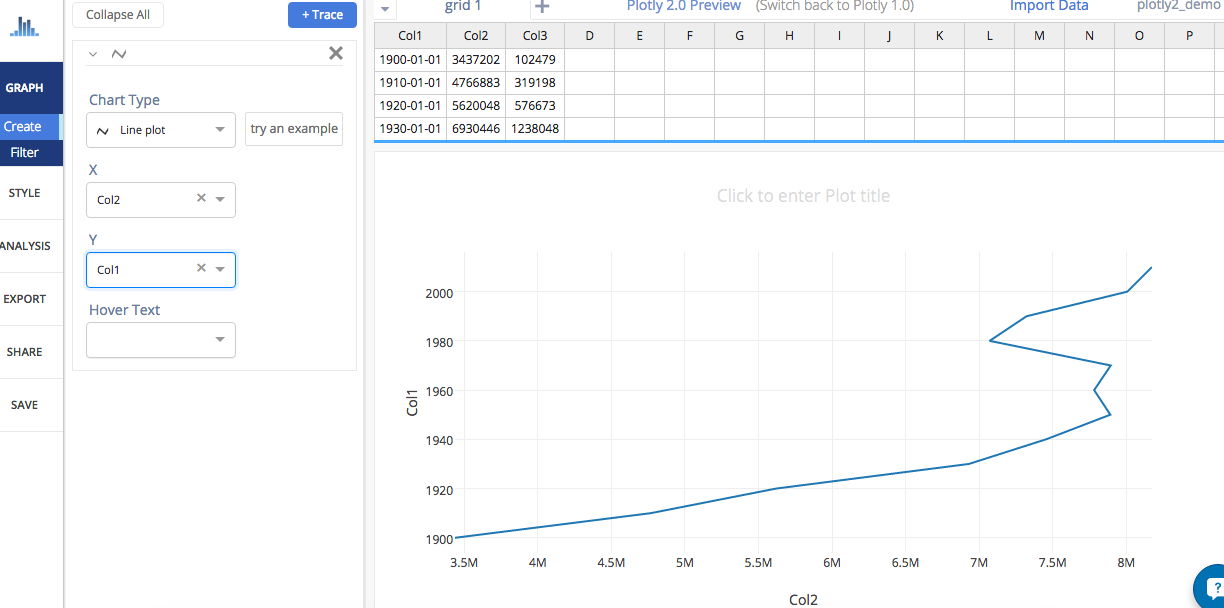 Collapse All
+ Trace
GRAPH
Create
Filter
STYLE
ANALYSIS
EXPORT
SHARE
SAVE
Chart Type
Line plot
try an example
X
Col2
Y
Col1
Hover Text
grid 1 + Plotly 2.0 Preview (Switch back to Plotly 1.0) Import Data plotly2_demo
Col1 Col2 Col3 D E F G H I J K L M N O P
1900-01-01 3437202 102479
1910-01-01 4766883 319198
1920-01-01 5620048 576673
1930-01-01 6930446 1238048
Click to enter Plot title
2000
1980
1960
1940
1920
1900
Col1
3.5M 4M 4.5M 5M 5.5M 6M 6.5M 7M 7.5M 8M
Col2
?